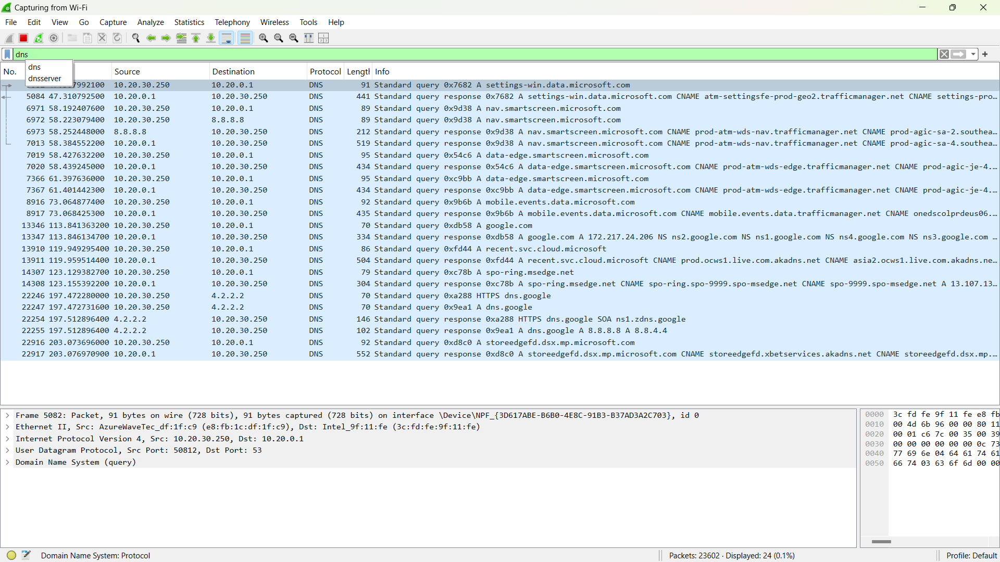 Capturing from Wi-Fi
File Edit View Go Capture Analyze Statistics Telephony Wireless Tools Help
dns
dns
dnsserver
No. Source Destination Protocol Length Info
7992100 10.20.30.250 10.20.0.1 DNS 91 Standard query 0x7682 A settings-win.data.microsoft.com
5084 47.310792500 10.20.0.1 10.20.30.250 DNS 441 Standard query response 0x7682 A settings-win.data.microsoft.com CNAME atm-settingsfe-prod-geo2.trafficmanager.net CNAME settings-pro…
6971 58.192407600 10.20.30.250 10.20.0.1 DNS 89 Standard query 0x9d38 A nav.smartscreen.microsoft.com
6972 58.223079400 10.20.30.250 8.8.8.8 DNS 89 Standard query 0x9d38 A nav.smartscreen.microsoft.com
6973 58.252448000 8.8.8.8 10.20.30.250 DNS 212 Standard query response 0x9d38 A nav.smartscreen.microsoft.com CNAME prod-atm-wds-nav.trafficmanager.net CNAME prod-agic-sa-2.southea…
7013 58.384552200 10.20.0.1 10.20.30.250 DNS 519 Standard query response 0x9d38 A nav.smartscreen.microsoft.com CNAME prod-atm-wds-nav.trafficmanager.net CNAME prod-agic-sa-4.southea…
7019 58.427632200 10.20.30.250 10.20.0.1 DNS 95 Standard query 0x54c6 A data-edge.smartscreen.microsoft.com
7020 58.439245000 10.20.0.1 10.20.30.250 DNS 434 Standard query response 0x54c6 A data-edge.smartscreen.microsoft.com CNAME prod-atm-wds-edge.trafficmanager.net CNAME prod-agic-je-4.…
7366 61.397636000 10.20.30.250 10.20.0.1 DNS 95 Standard query 0xc9bb A data-edge.smartscreen.microsoft.com
7367 61.401442300 10.20.0.1 10.20.30.250 DNS 434 Standard query response 0xc9bb A data-edge.smartscreen.microsoft.com CNAME prod-atm-wds-edge.trafficmanager.net CNAME prod-agic-je-4.…
8916 73.064877400 10.20.30.250 10.20.0.1 DNS 92 Standard query 0x9b6b A mobile.events.data.microsoft.com
8917 73.068425300 10.20.0.1 10.20.30.250 DNS 435 Standard query response 0x9b6b A mobile.events.data.microsoft.com CNAME mobile.events.data.trafficmanager.net CNAME onedscolprdeus06.…
13346 113.841363200 10.20.30.250 10.20.0.1 DNS 70 Standard query 0xdb58 A google.com
13347 113.846134700 10.20.0.1 10.20.30.250 DNS 334 Standard query response 0xdb58 A google.com A 172.217.24.206 NS ns2.google.com NS ns1.google.com NS ns4.google.com NS ns3.google.com …
13910 119.949295400 10.20.30.250 10.20.0.1 DNS 86 Standard query 0xfd44 A recent.svc.cloud.microsoft
13911 119.959514400 10.20.0.1 10.20.30.250 DNS 504 Standard query response 0xfd44 A recent.svc.cloud.microsoft CNAME prod.ocws1.live.com.akadns.net CNAME asia2.ocws1.live.com.akadns.ne…
14307 123.129382700 10.20.30.250 10.20.0.1 DNS 79 Standard query 0xc78b A spo-ring.msedge.net
14308 123.155392200 10.20.0.1 10.20.30.250 DNS 304 Standard query response 0xc78b A spo-ring.msedge.net CNAME spo-ring.spo-9999.spo-msedge.net CNAME spo-9999.spo-msedge.net A 13.107.13…
22246 197.472280000 10.20.30.250 4.2.2.2 DNS 70 Standard query 0xa288 HTTPS dns.google
22247 197.472731600 10.20.30.250 4.2.2.2 DNS 70 Standard query 0x9ea1 A dns.google
22254 197.512896400 4.2.2.2 10.20.30.250 DNS 146 Standard query response 0xa288 HTTPS dns.google SOA ns1.zdns.google
22255 197.512896400 4.2.2.2 10.20.30.250 DNS 102 Standard query response 0x9ea1 A dns.google A 8.8.8.8 A 8.8.4.4
22916 203.073696000 10.20.30.250 10.20.0.1 DNS 92 Standard query 0xd8c0 A storeedgefd.dsx.mp.microsoft.com
22917 203.076970900 10.20.0.1 10.20.30.250 DNS 552 Standard query response 0xd8c0 A storeedgefd.dsx.mp.microsoft.com CNAME storeedgefd.xbetservices.akadns.net CNAME storeedgefd.dsx.mp.…
Frame 5082: Packet, 91 bytes on wire (728 bits), 91 bytes captured (728 bits) on interface \Device\NPF_{3D617ABE-B6B0-4E8C-91B3-B37AD3A2C703}, id 0
Ethernet II, Src: AzureWaveTec_df:1f:c9 (e8:fb:1c:df:1f:c9), Dst: Intel_9f:11:fe (3c:fd:fe:9f:11:fe)
Internet Protocol Version 4, Src: 10.20.30.250, Dst: 10.20.0.1
User Datagram Protocol, Src Port: 50812, Dst Port: 53
Domain Name System (query)
0000 3c fd fe 9f 11 fe e8 fb
0010 00 4d 6b 96 00 00 80 11
0020 00 01 c6 7c 00 35 00 39
0030 00 00 00 00 00 00 0c 73
0040 77 69 6e 04 64 61 74 61
0050 66 74 03 63 6f 6d 00 00
Domain Name System: Protocol
Packets: 23602 · Displayed: 24 (0.1%)
Profile: Default